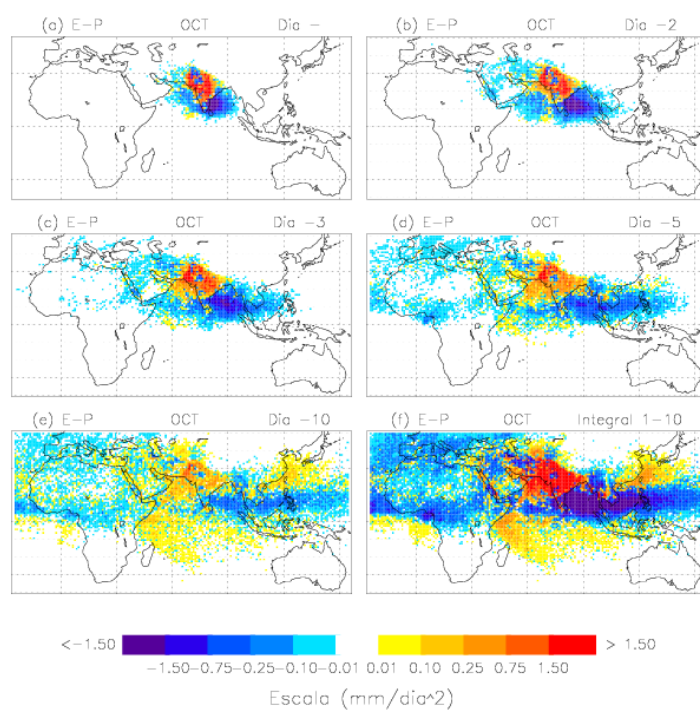 (a) E-P OCT Dia -
(b) E-P OCT Dia -2
(c) E-P OCT Dia -3
(d) E-P OCT Dia -5
(e) E-P OCT Dia -10
(f) E-P OCT Integral 1-10
<-1.50 > 1.50
-1.50 -0.75 -0.25 -0.10 -0.01 0.01 0.10 0.25 0.75 1.50
Escala (mm/dia^2)